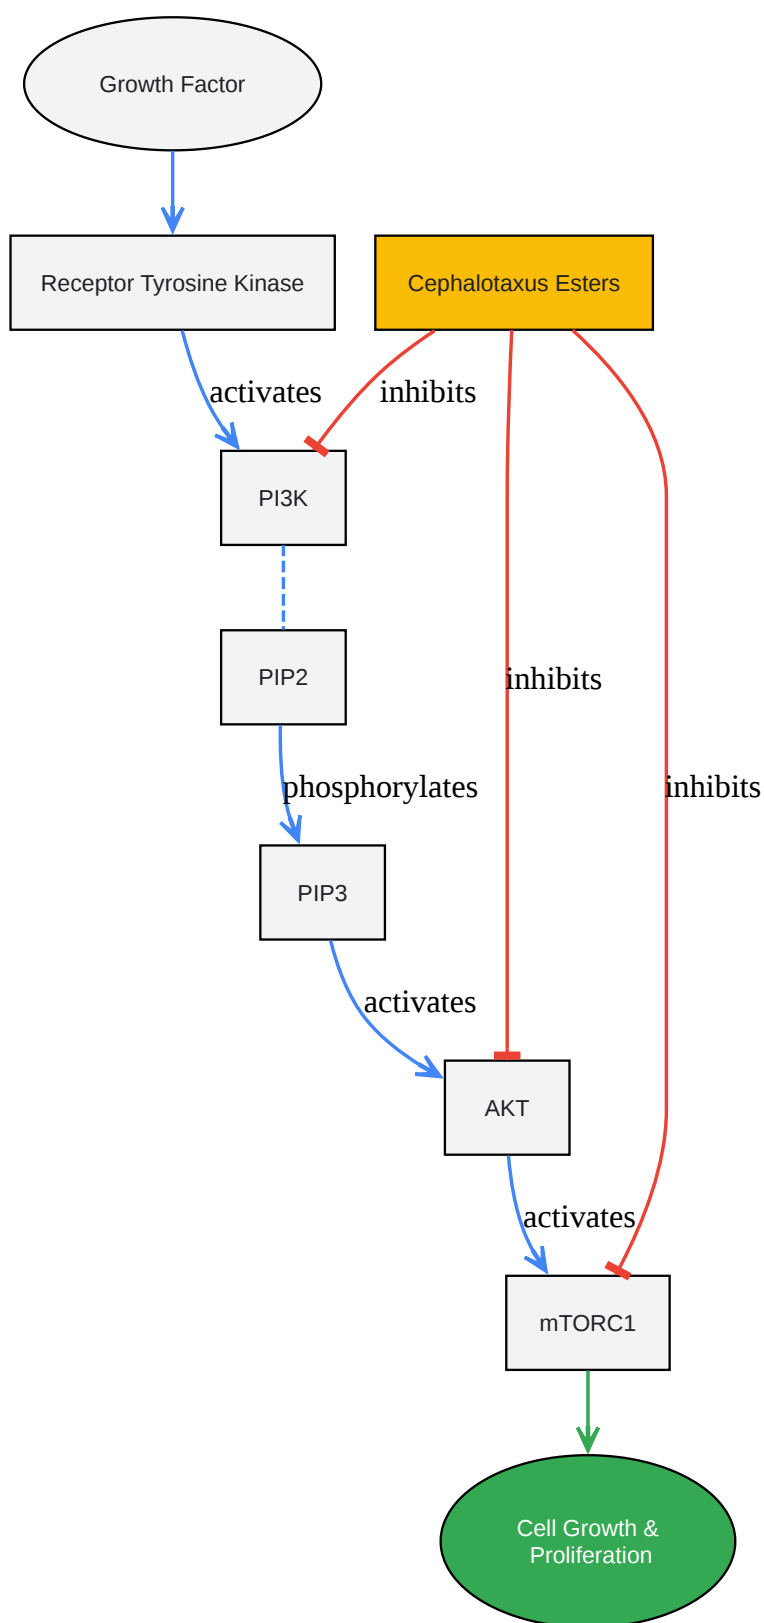 Growth Factor
Receptor Tyrosine Kinase
Cephalotaxus Esters
activates
inhibits
PI3K
PIP2
inhibits
phosphorylates
inhibits
PIP3
activates
AKT
activates
mTORC1
Cell Growth &
Proliferation